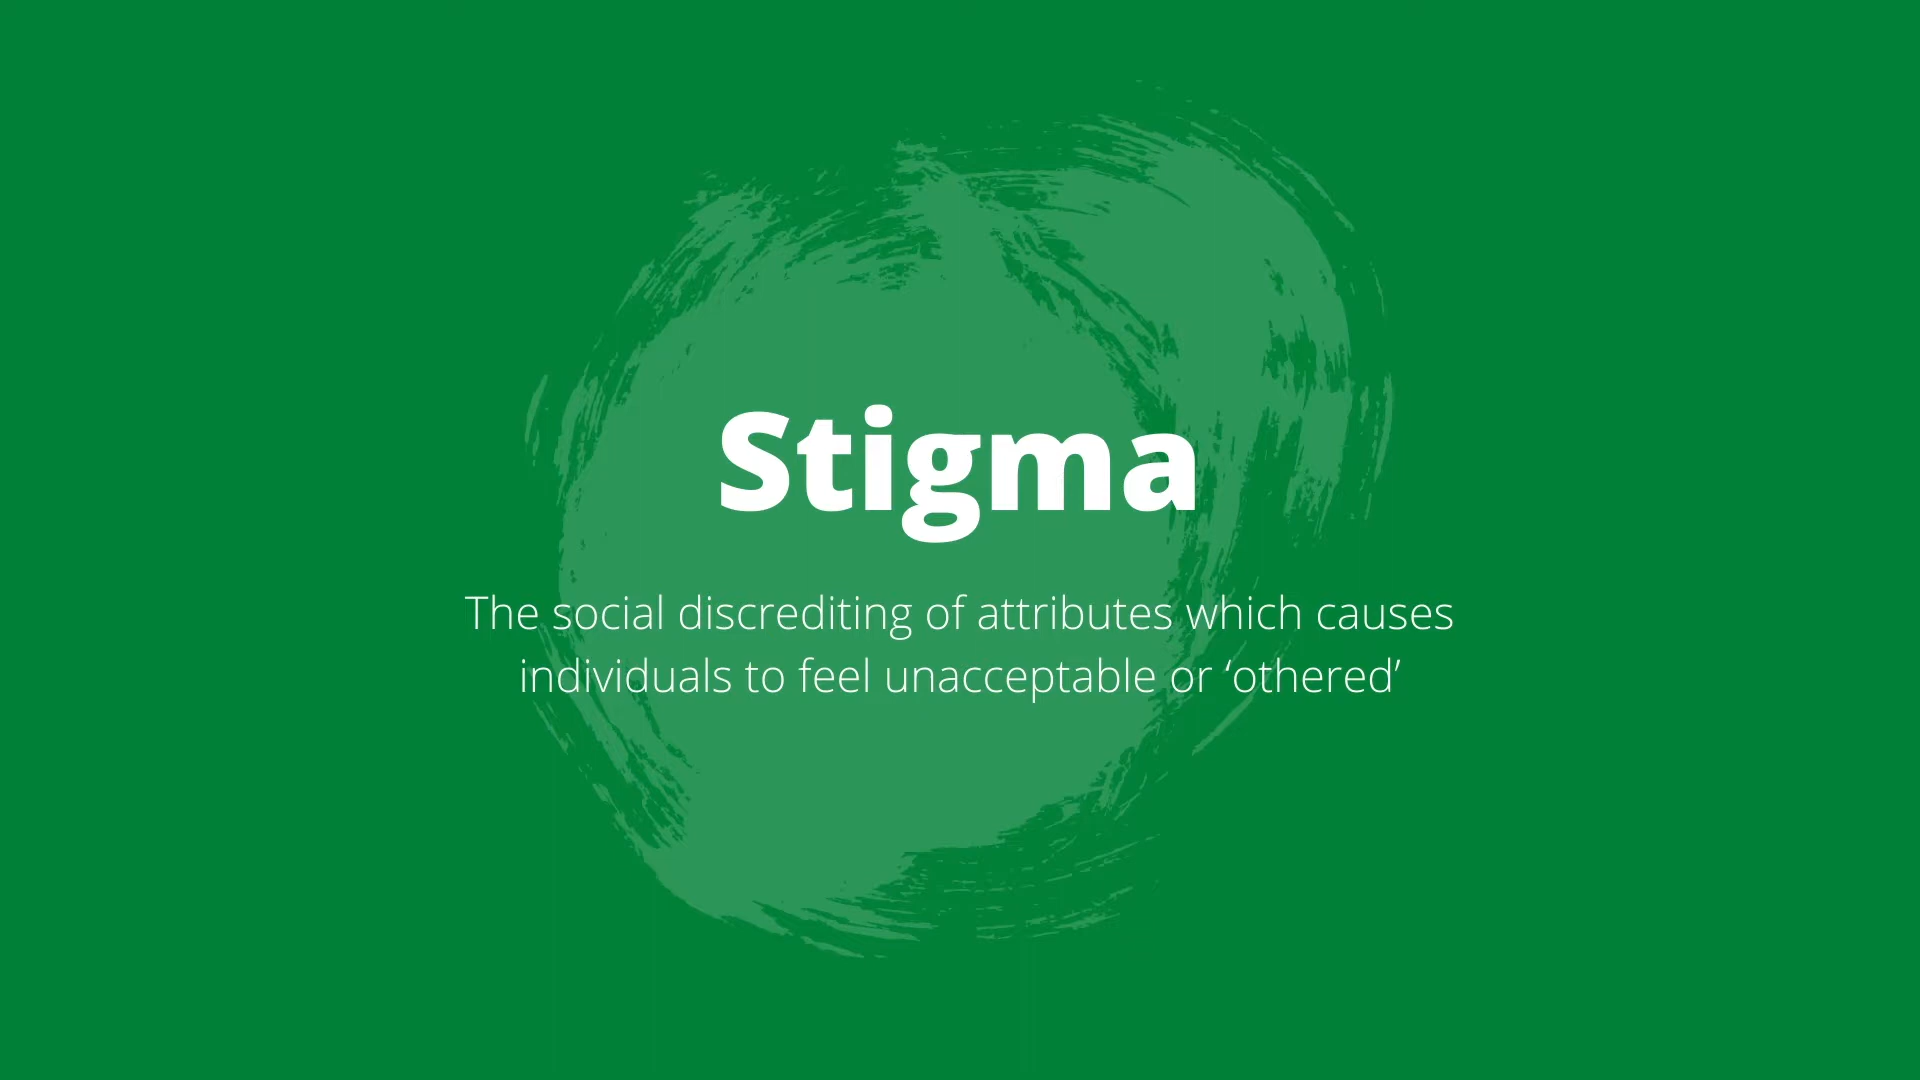 Stigma
The social discrediting of attributes which causes
individuals to feel unacceptable or ‘othered’